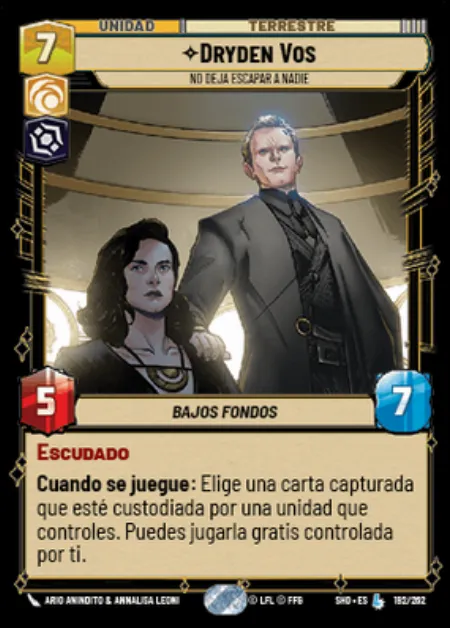 7
UNIDAD
TERRESTRE
DRYDEN VOS
NO DEJA ESCAPAR A NADIE
5
BAJOS FONDOS
7
ESCUDADO
Cuando se juegue: Elige una carta capturada
que esté custodiada por una unidad que
controles. Puedes jugarla gratis controlada
por ti.
ARIO ANINDITO & ANNALISA LEONI
© LFL © FFG
SHD • ES
L
192/262